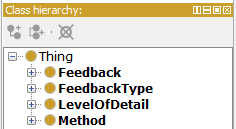 Class hierarchy:
Thing
Feedback
FeedbackType
LevelOfDetail
Method